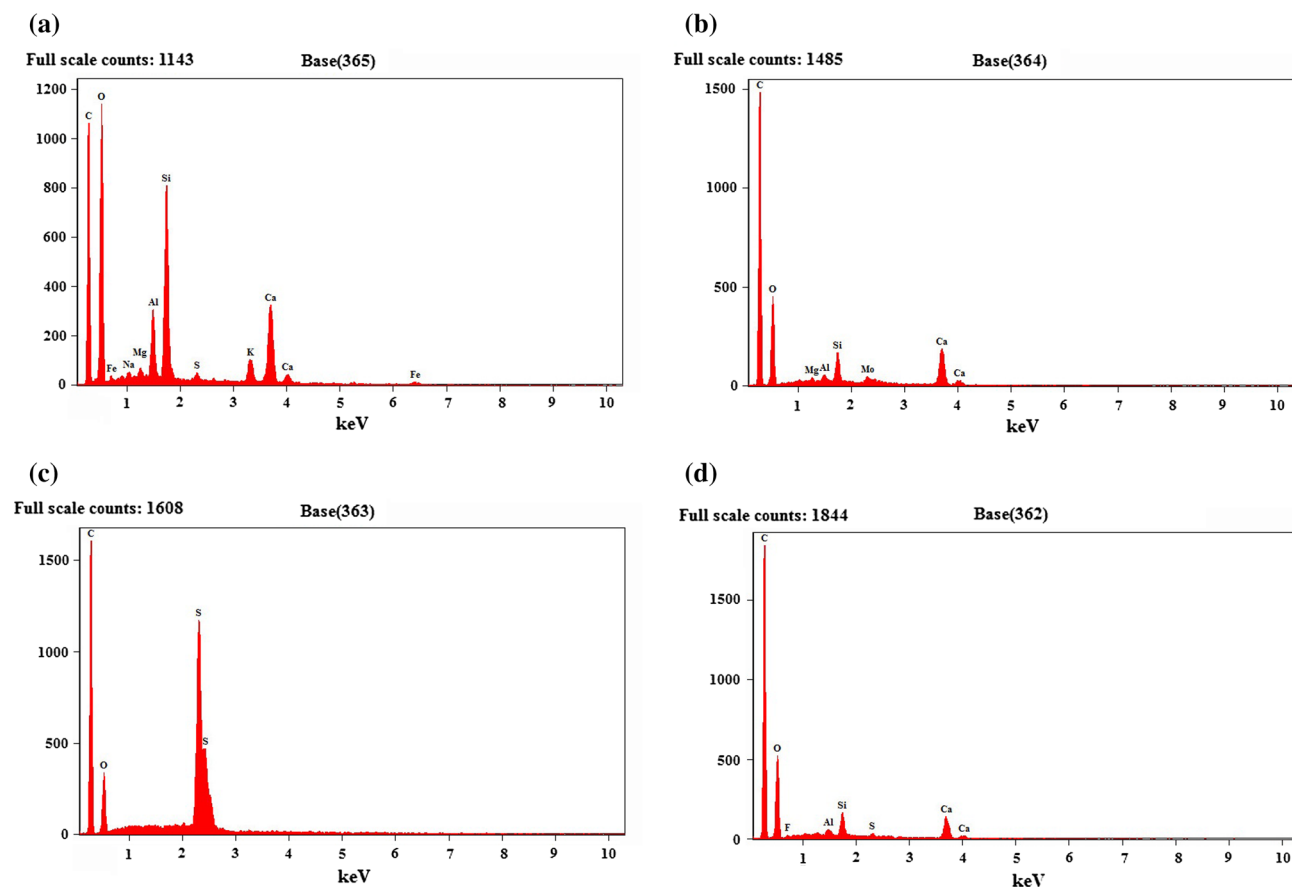 (a)
Full scale counts: 1143 Base(365)
1200
1000
800
600
400
200
0
C
O
Fe
Na
Mg
Al
Si
S
K
Ca
Ca
Fe
1 2 3 4 5 6 7 8 9 10
keV
(b)
Full scale counts: 1485 Base(364)
1500
1000
500
0
C
O
Mg
Al
Si
Mo
Ca
Ca
1 2 3 4 5 6 7 8 9 10
keV
(c)
Full scale counts: 1608 Base(363)
1500
1000
500
0
C
O
S
S
1 2 3 4 5 6 7 8 9 10
keV
(d)
Full scale counts: 1844 Base(362)
1500
1000
500
0
C
O
F
Al
Si
S
Ca
Ca
1 2 3 4 5 6 7 8 9 10
keV